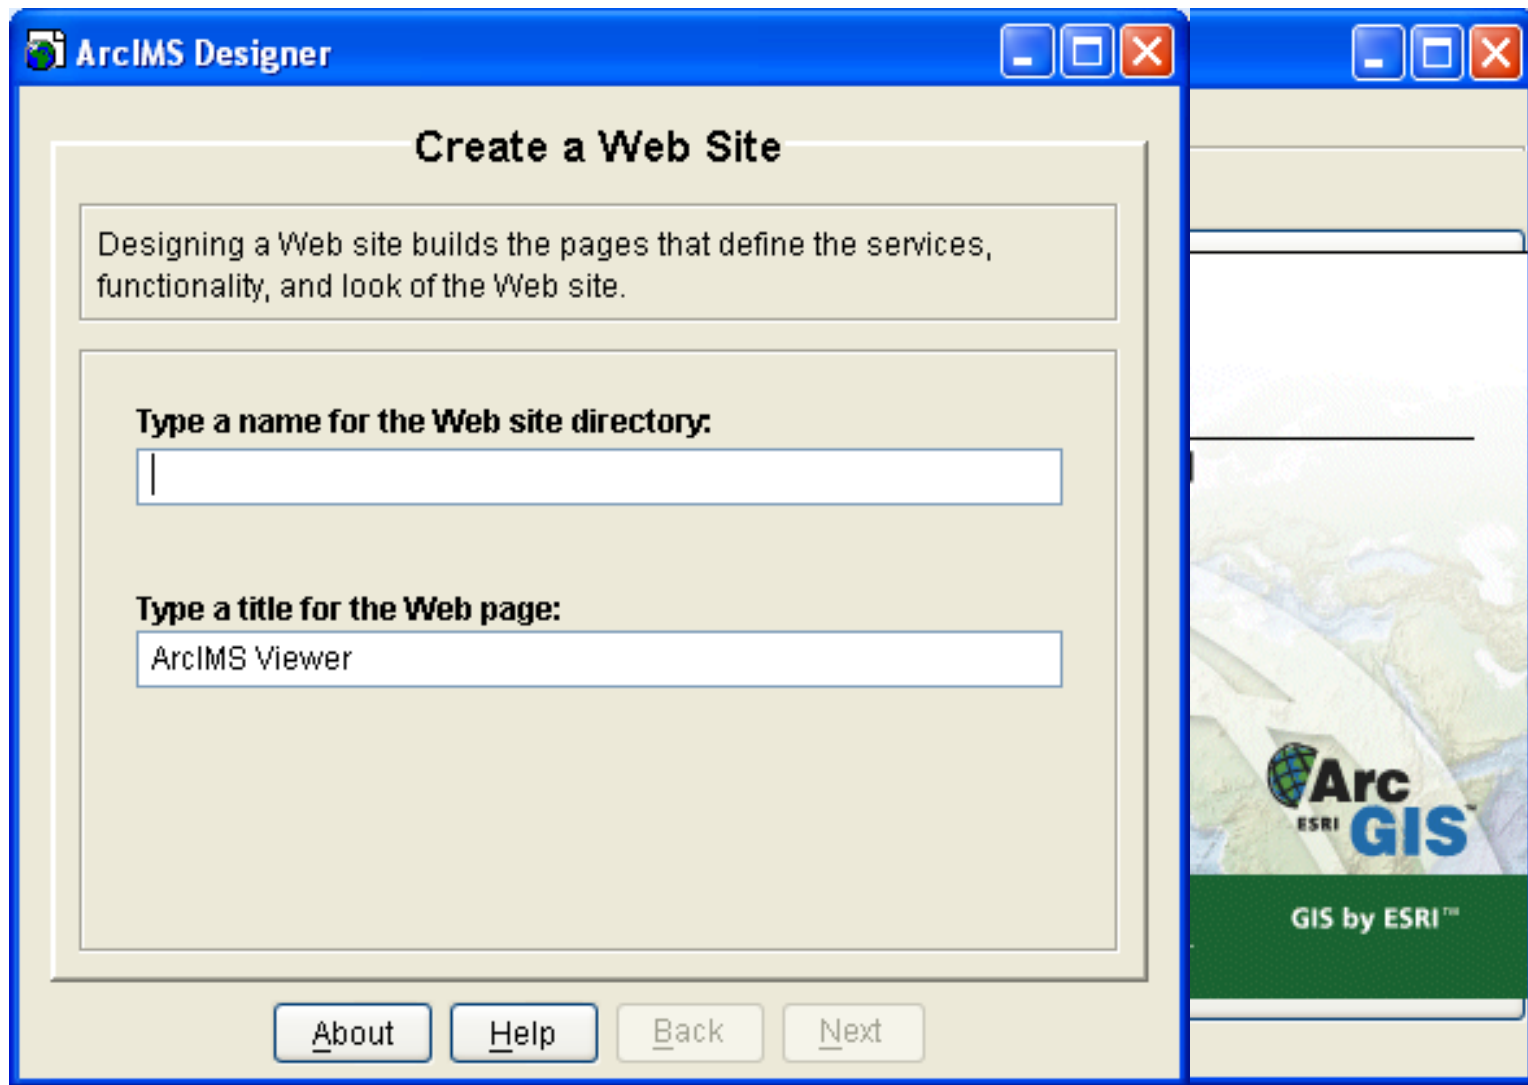 ArcIMS Designer
Create a Web Site
Designing a Web site builds the pages that define the services,
functionality, and look of the Web site.
Type a name for the Web site directory:
Type a title for the Web page:
ArcIMS Viewer
About Help Back Next
Arc
ESRI GIS™
GIS by ESRI™